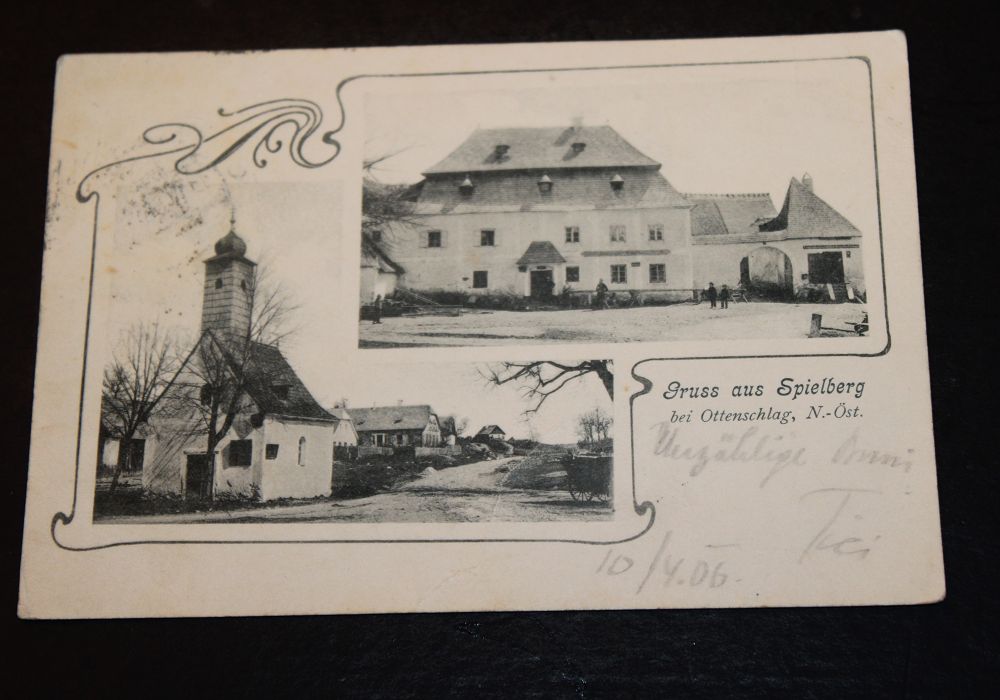 Gruss aus Spielberg
bei Ottenschlag, N.-Öst.
Unzählige
10/4.06.